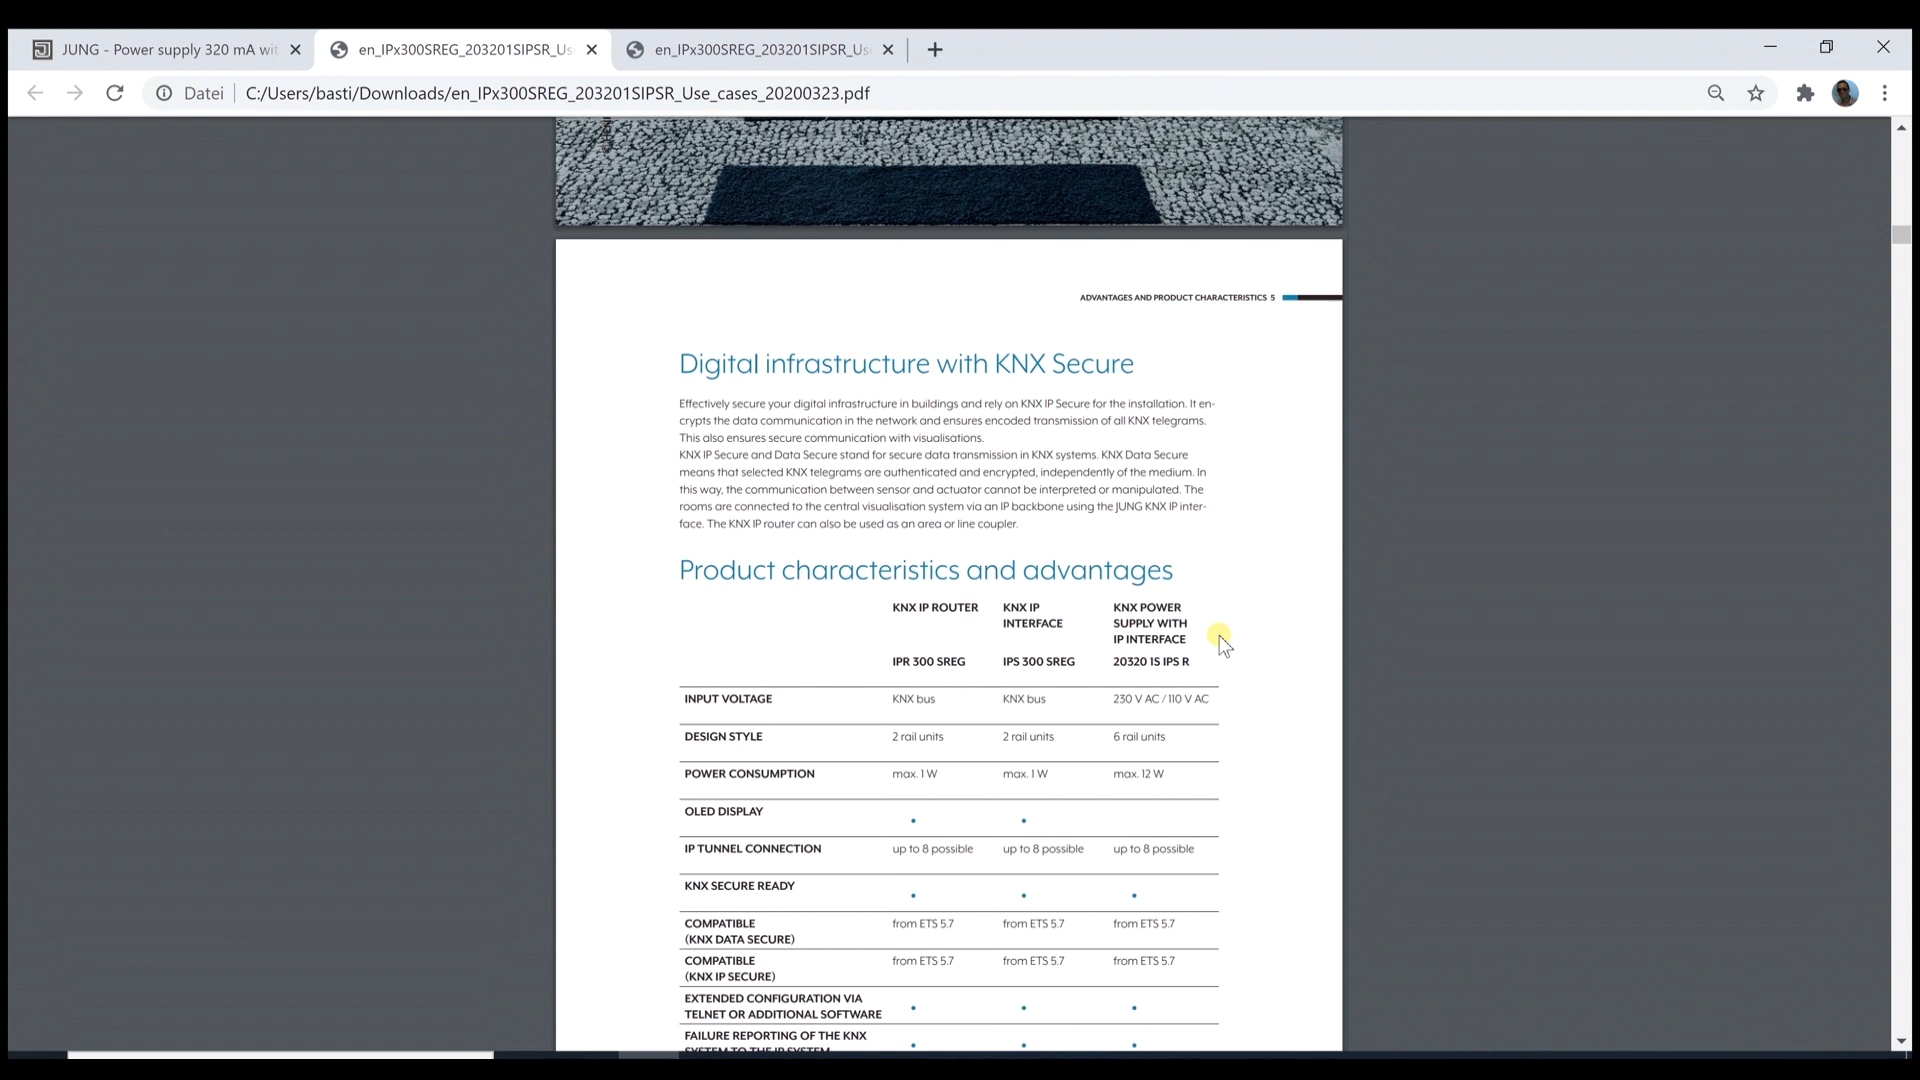 JUNG - Power supply 320 mA wit
en_IPx300SREG_203201SIPSR_Us
en_IPx300SREG_203201SIPSR_Us
Datei
C:/Users/basti/Downloads/en_IPx300SREG_203201SIPSR_Use_cases_20200323.pdf
ADVANTAGES AND PRODUCT CHARACTERISTICS 5
Digital infrastructure with KNX Secure
Effectively secure your digital infrastructure in buildings and rely on KNX IP Secure for the installation. It en-
crypts the data communication in the network and ensures encoded transmission of all KNX telegrams.
This also ensures secure communication with visualisations.
KNX IP Secure and Data Secure stand for secure data transmission in KNX systems. KNX Data Secure
means that selected KNX telegrams are authenticated and encrypted, independently of the medium. In
this way, the communication between sensor and actuator cannot be interpreted or manipulated. The
rooms are connected to the central visualisation system via an IP backbone using the JUNG KNX IP inter-
face. The KNX IP router can also be used as an area or line coupler.
Product characteristics and advantages
KNX IP ROUTER KNX IP KNX POWER
INTERFACE SUPPLY WITH
IP INTERFACE
IPR 300 SREG IPS 300 SREG 20320 1S IPS R
INPUT VOLTAGE KNX bus KNX bus 230 V AC / 110 V AC
DESIGN STYLE 2 rail units 2 rail units 6 rail units
POWER CONSUMPTION max. 1 W max. 1 W max. 12 W
OLED DISPLAY • •
IP TUNNEL CONNECTION up to 8 possible up to 8 possible up to 8 possible
KNX SECURE READY • • •
COMPATIBLE from ETS 5.7 from ETS 5.7 from ETS 5.7
(KNX DATA SECURE)
COMPATIBLE from ETS 5.7 from ETS 5.7 from ETS 5.7
(KNX IP SECURE)
EXTENDED CONFIGURATION VIA
TELNET OR ADDITIONAL SOFTWARE • • •
FAILURE REPORTING OF THE KNX
SYSTEM TO THE IP SYSTEM • • •